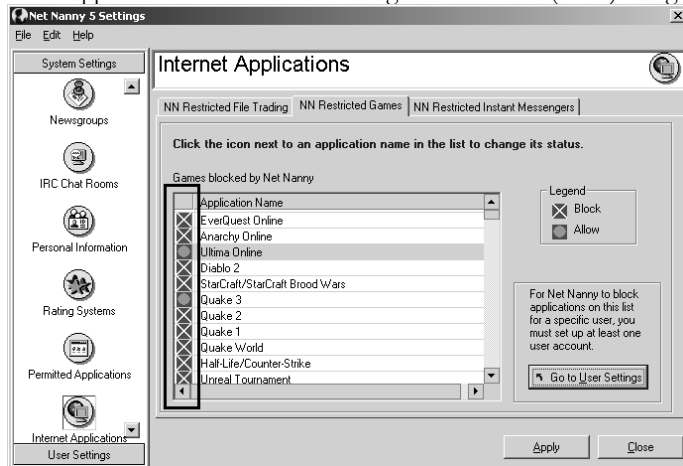 Net Nanny 5 Settings
File Edit Help
System Settings
Newsgroups
IRC Chat Rooms
Personal Information
Rating Systems
Permitted Applications
Internet Applications
User Settings
Internet Applications
NN Restricted File Trading
NN Restricted Games
NN Restricted Instant Messengers
Click the icon next to an application name in the list to change its status.
Games blocked by Net Nanny
Application Name
EverQuest Online
Anarchy Online
Ultima Online
Diablo 2
StarCraft/StarCraft Brood Wars
Quake 3
Quake 2
Quake 1
Quake World
Half-Life/Counter-Strike
Unreal Tournament
Legend
Block
Allow
For Net Nanny to block
applications on this list
for a specific user, you
must set up at least one
user account.
Go to User Settings
Apply
Close